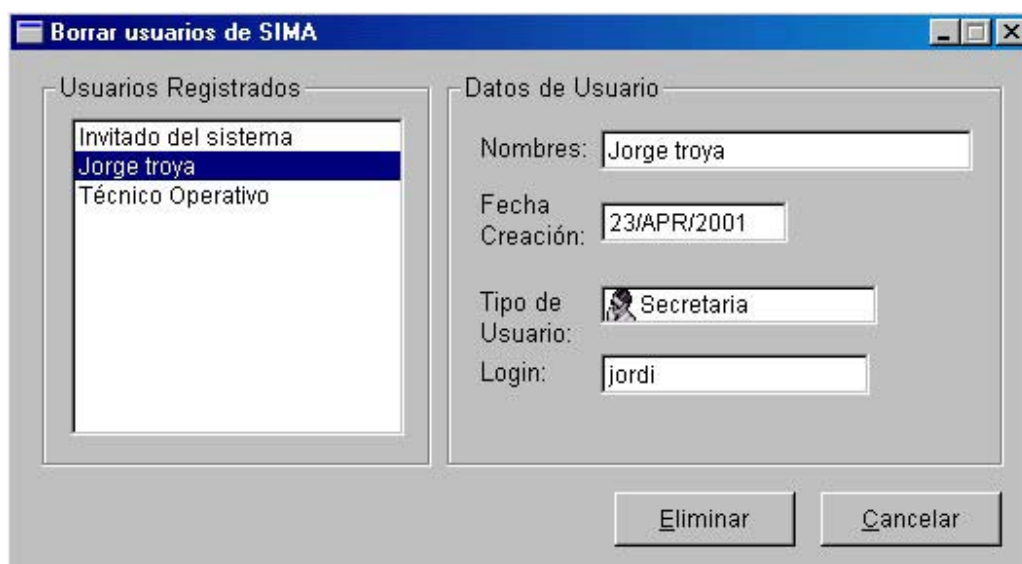 Borrar usuarios de SIMA
Usuarios Registrados
Invitado del sistema
Jorge troya
Técnico Operativo
Datos de Usuario
Nombres: Jorge troya
Fecha
Creación: 23/APR/2001
Tipo de Secretaria
Usuario:
Login: jordi
Eliminar Cancelar